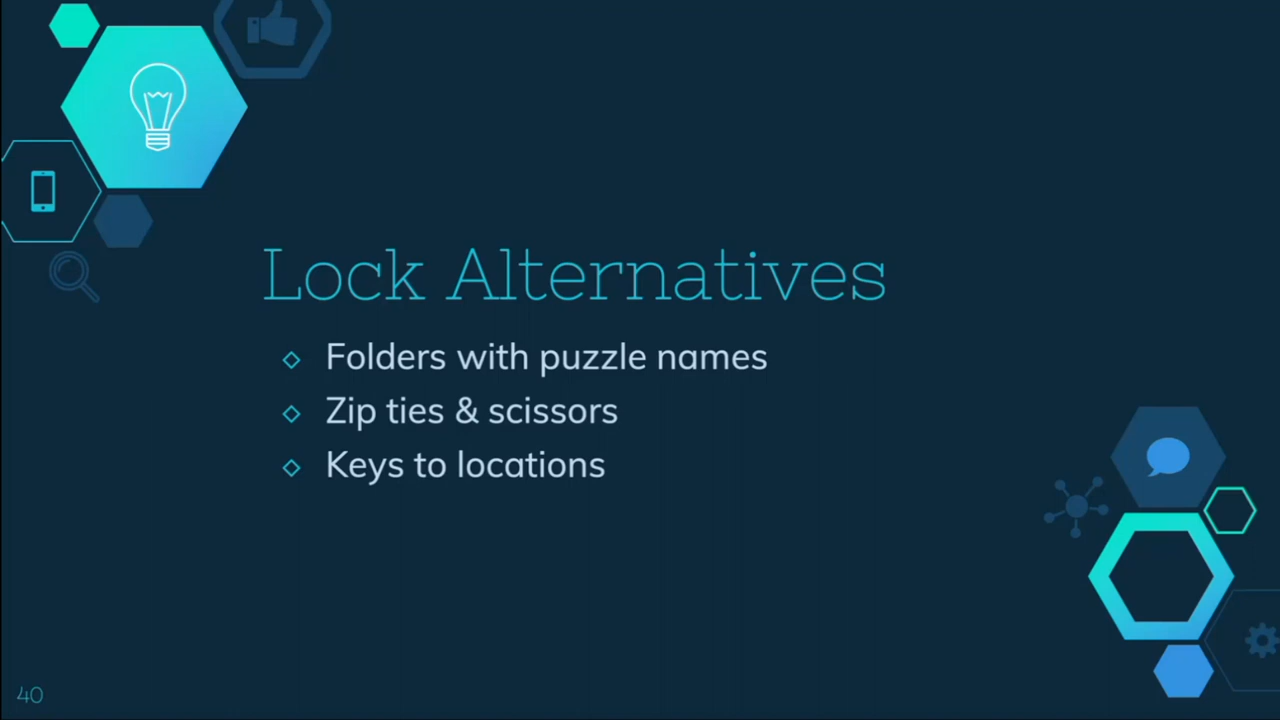 Lock Alternatives
Folders with puzzle names
Zip ties & scissors
Keys to locations
40